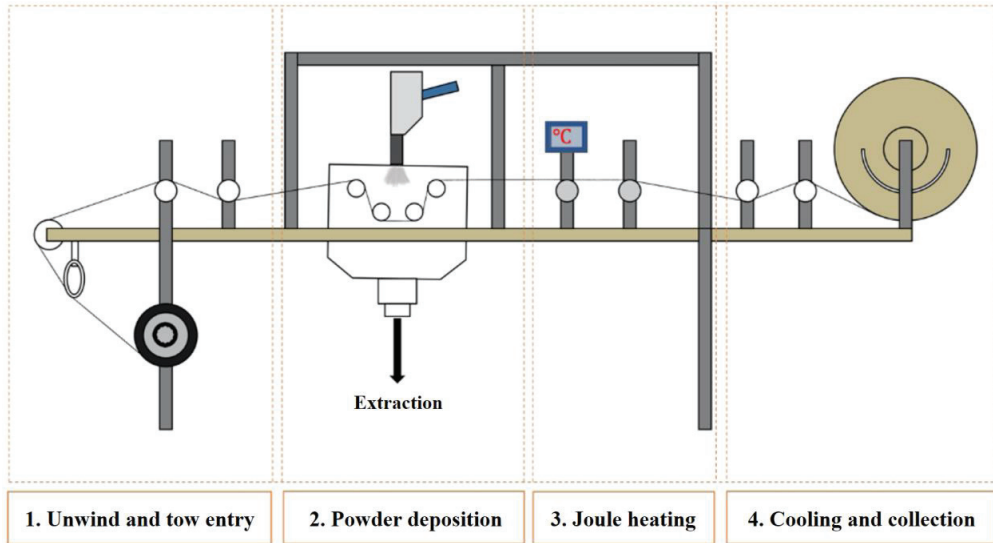 °C
Extraction
1. Unwind and tow entry
2. Powder deposition
3. Joule heating
4. Cooling and collection